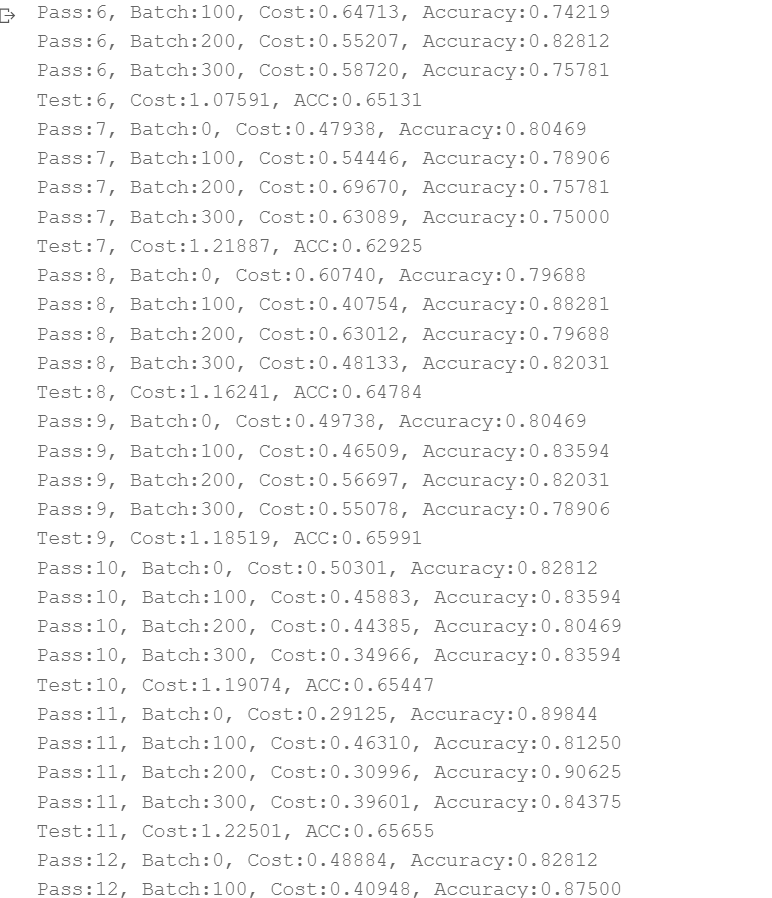 Pass:6, Batch:100, Cost:0.64713, Accuracy:0.74219
Pass:6, Batch:200, Cost:0.55207, Accuracy:0.82812
Pass:6, Batch:300, Cost:0.58720, Accuracy:0.75781
Test:6, Cost:1.07591, ACC:0.65131
Pass:7, Batch:0, Cost:0.47938, Accuracy:0.80469
Pass:7, Batch:100, Cost:0.54446, Accuracy:0.78906
Pass:7, Batch:200, Cost:0.69670, Accuracy:0.75781
Pass:7, Batch:300, Cost:0.63089, Accuracy:0.75000
Test:7, Cost:1.21887, ACC:0.62925
Pass:8, Batch:0, Cost:0.60740, Accuracy:0.79688
Pass:8, Batch:100, Cost:0.40754, Accuracy:0.88281
Pass:8, Batch:200, Cost:0.63012, Accuracy:0.79688
Pass:8, Batch:300, Cost:0.48133, Accuracy:0.82031
Test:8, Cost:1.16241, ACC:0.64784
Pass:9, Batch:0, Cost:0.49738, Accuracy:0.80469
Pass:9, Batch:100, Cost:0.46509, Accuracy:0.83594
Pass:9, Batch:200, Cost:0.56697, Accuracy:0.82031
Pass:9, Batch:300, Cost:0.55078, Accuracy:0.78906
Test:9, Cost:1.18519, ACC:0.65991
Pass:10, Batch:0, Cost:0.50301, Accuracy:0.82812
Pass:10, Batch:100, Cost:0.45883, Accuracy:0.83594
Pass:10, Batch:200, Cost:0.44385, Accuracy:0.80469
Pass:10, Batch:300, Cost:0.34966, Accuracy:0.83594
Test:10, Cost:1.19074, ACC:0.65447
Pass:11, Batch:0, Cost:0.29125, Accuracy:0.89844
Pass:11, Batch:100, Cost:0.46310, Accuracy:0.81250
Pass:11, Batch:200, Cost:0.30996, Accuracy:0.90625
Pass:11, Batch:300, Cost:0.39601, Accuracy:0.84375
Test:11, Cost:1.22501, ACC:0.65655
Pass:12, Batch:0, Cost:0.48884, Accuracy:0.82812
Pass:12, Batch:100, Cost:0.40948, Accuracy:0.87500